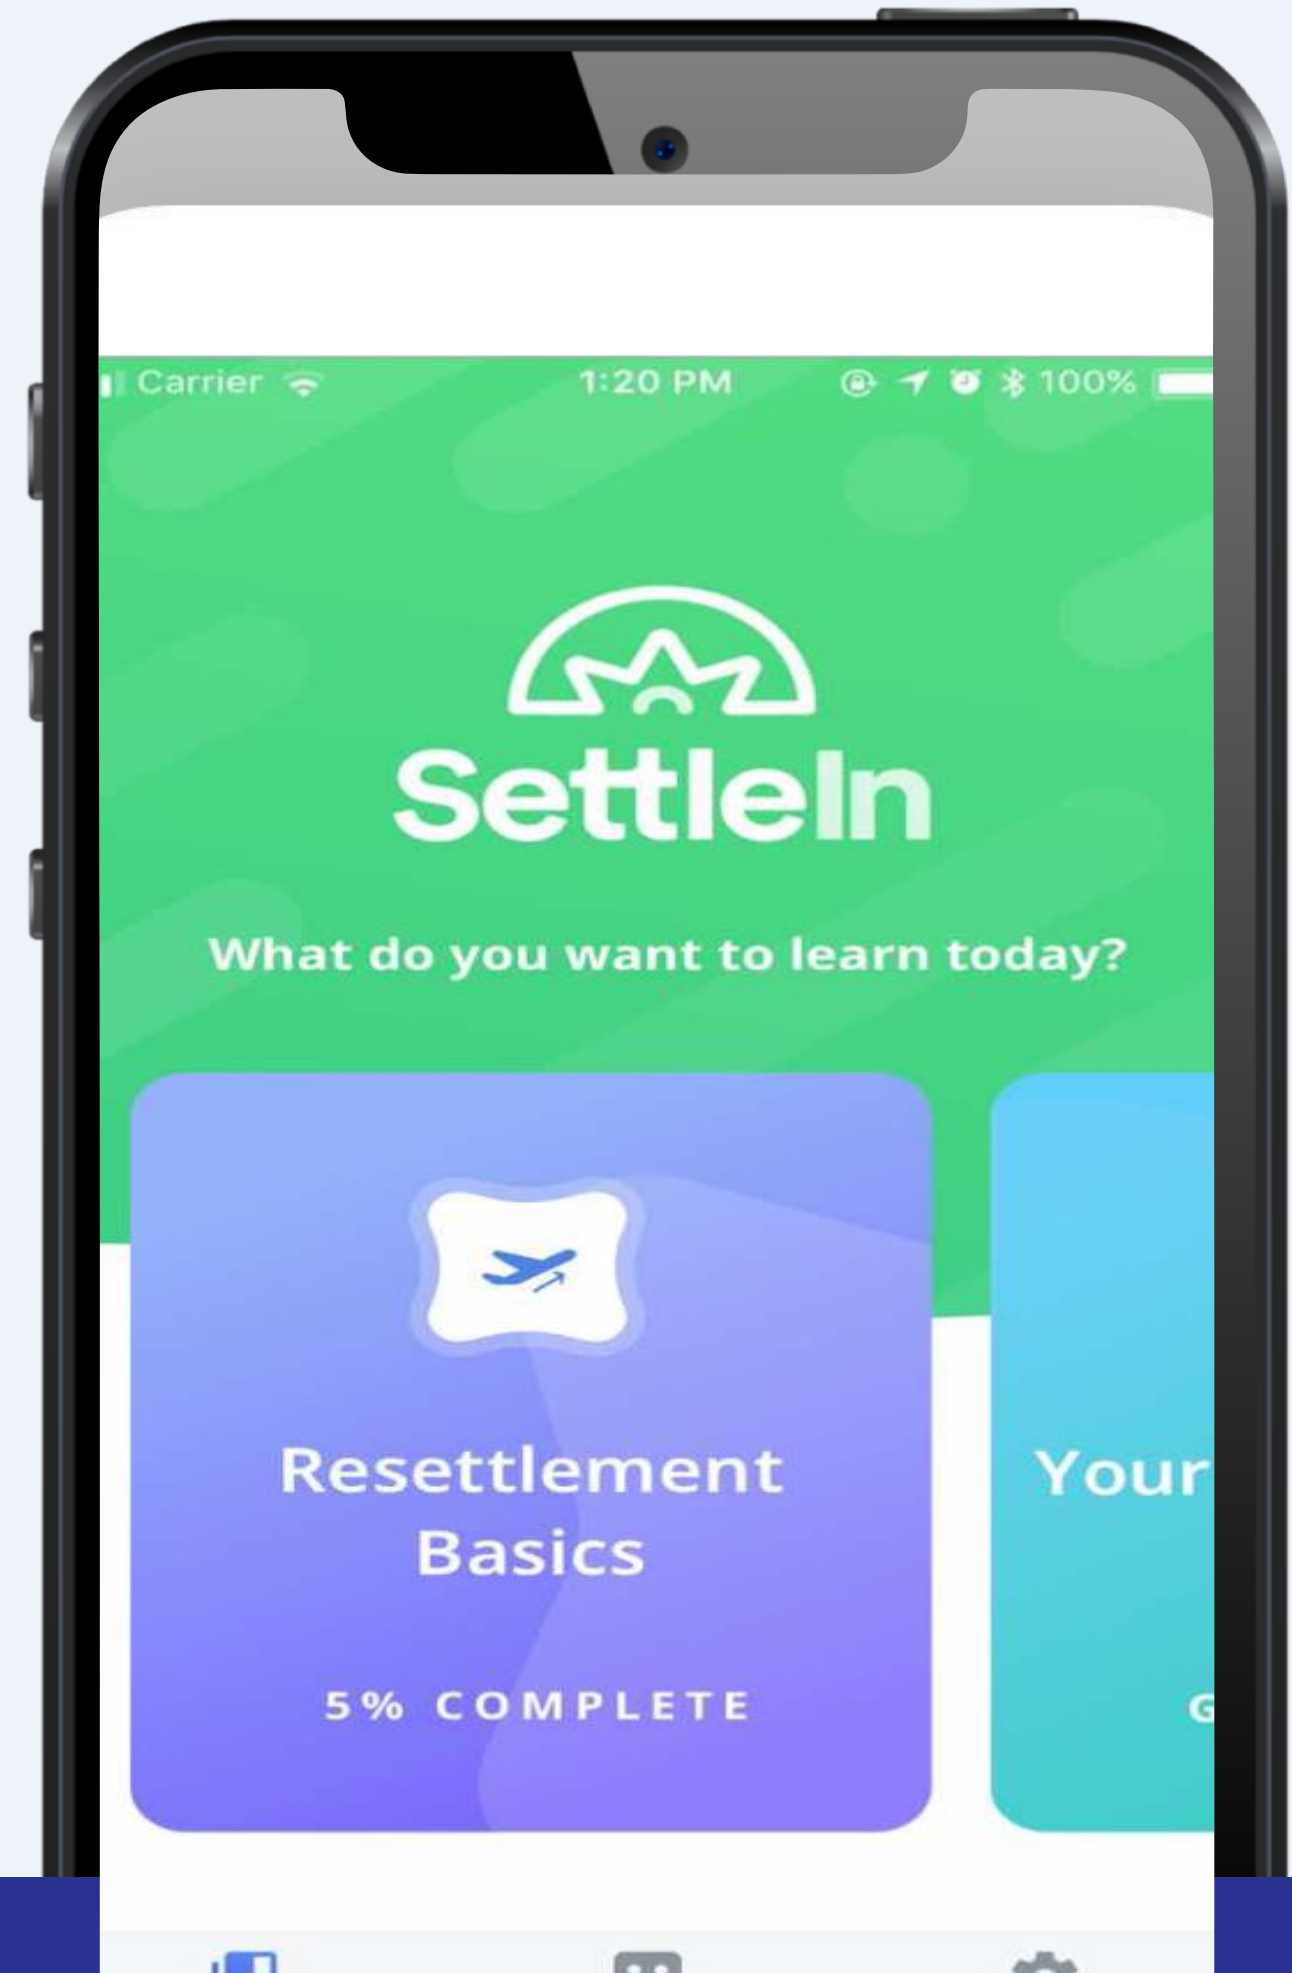 Carrier 1:20 PM 100%
SettleIn
What do you want to learn today?
Resettlement
Basics
5% COMPLETE
Your
G